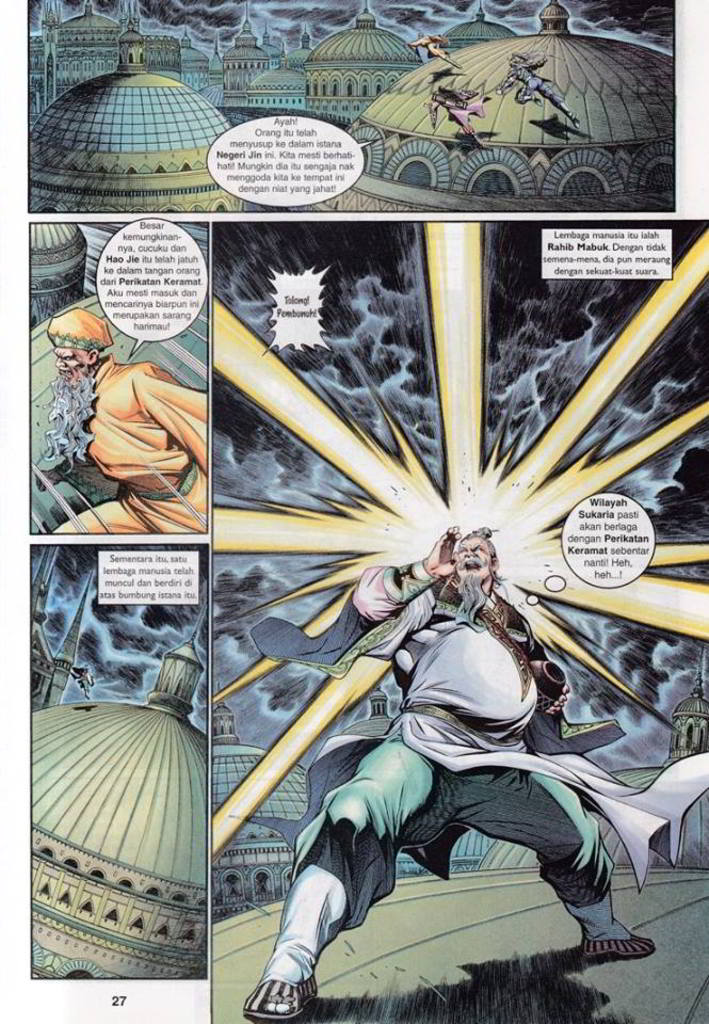 Ayah!
Orang itu telah
menyusup ke dalam istana
Negeri Jin ini. Kita mesti berhati-
hati! Mungkin dia itu sengaja nak
menggoda kita ke tempat ini
dengan niat yang jahat!
Besar
kemungkinan-
nya, cucuku dan
Hao Jie itu telah jatuh
ke dalam tangan orang
dari Perikatan Keramat.
Aku mesti masuk dan
mencarinya biarpun ini
merupakan sarang
harimau!
Lembaga manusia itu ialah
Rahib Mabuk. Dengan tidak
semena-mena, dia pun meraung
dengan sekuat-kuat suara.
Tolong!
Pembunuh!
Wilayah
Sukaria pasti
akan berlaga
dengan Perikatan
Keramat sebentar
nanti! Heh,
heh...!
Sementara itu, satu
lembaga manusia telah
muncul dan berdiri di
atas bumbung istana itu.
27